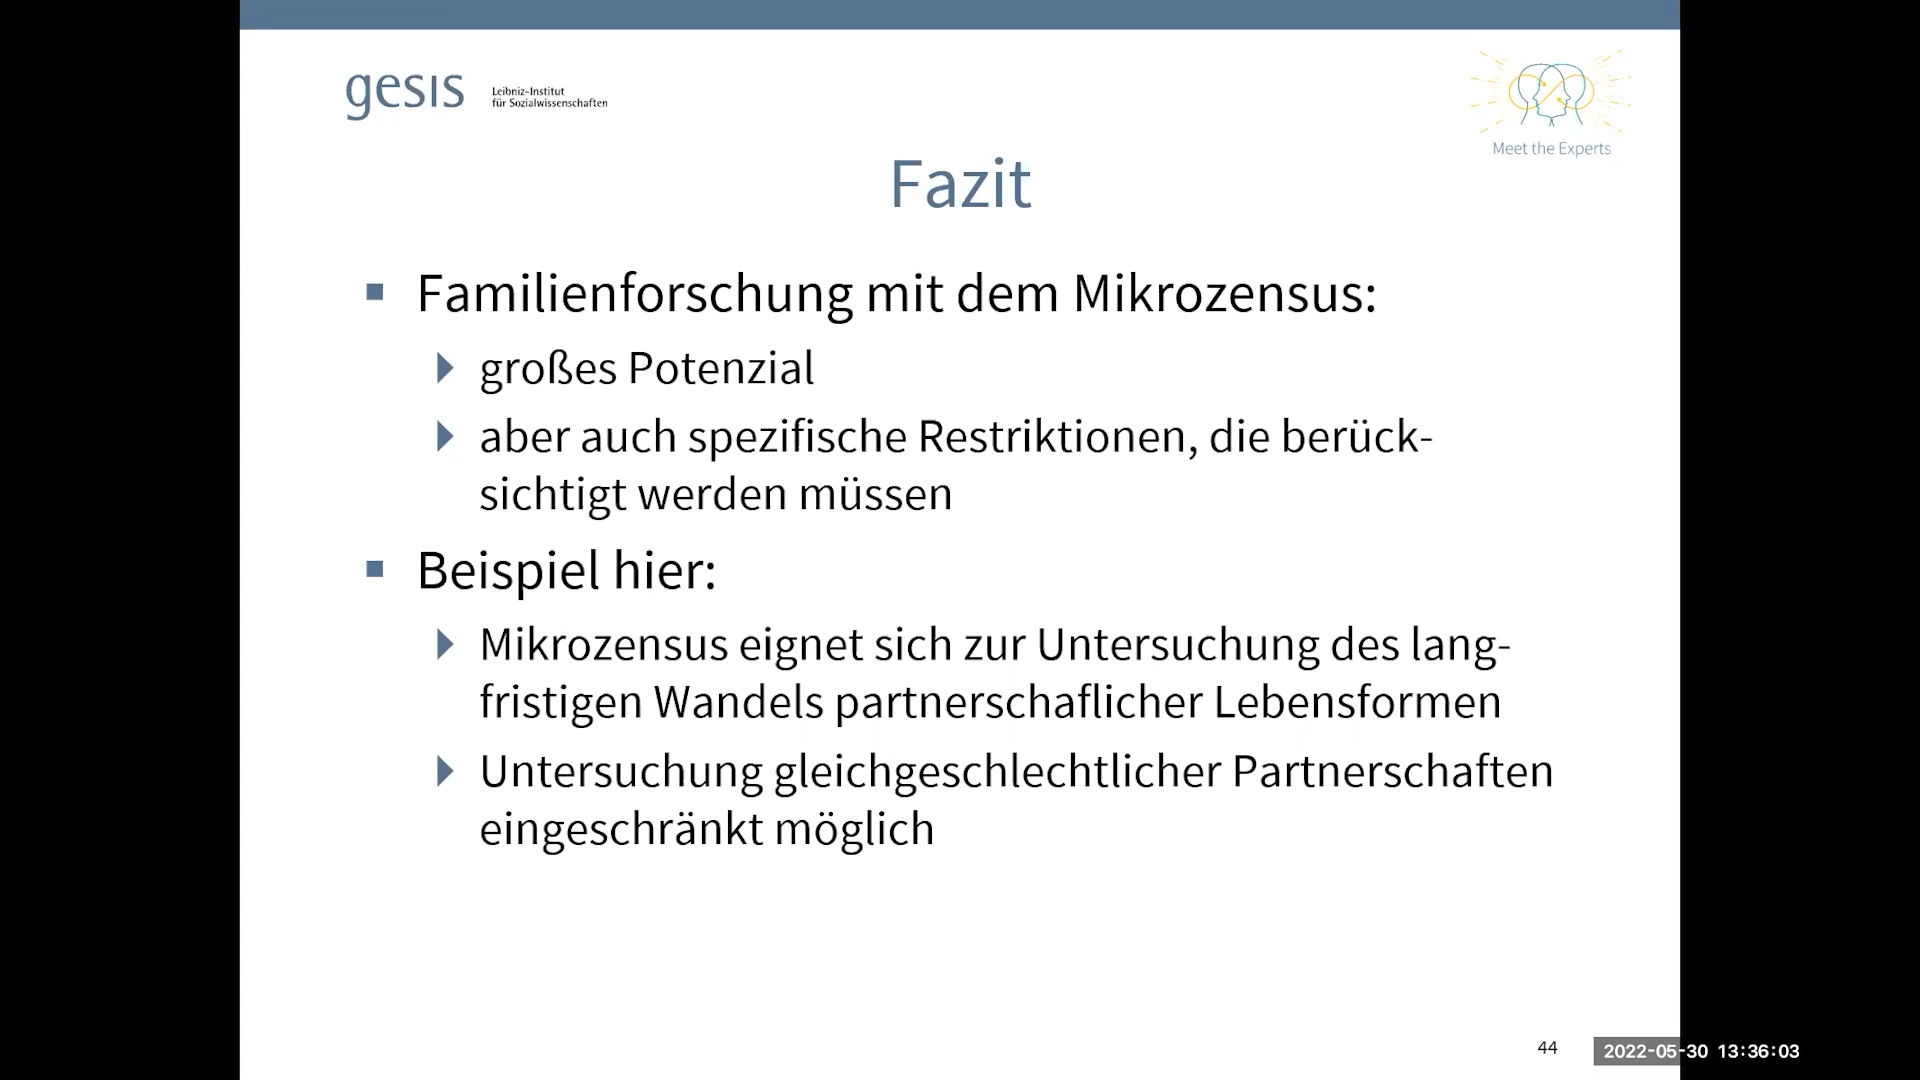 gesis
Leibniz-Institut
für Sozialwissenschaften
Meet the Experts
Fazit
Familienforschung mit dem Mikrozensus:
großes Potenzial
aber auch spezifische Restriktionen, die berück-
sichtigt werden müssen
Beispiel hier:
Mikrozensus eignet sich zur Untersuchung des lang-
fristigen Wandels partnerschaflicher Lebensformen
Untersuchung gleichgeschlechtlicher Partnerschaften
eingeschränkt möglich
44
2022-05-30 13:36:03